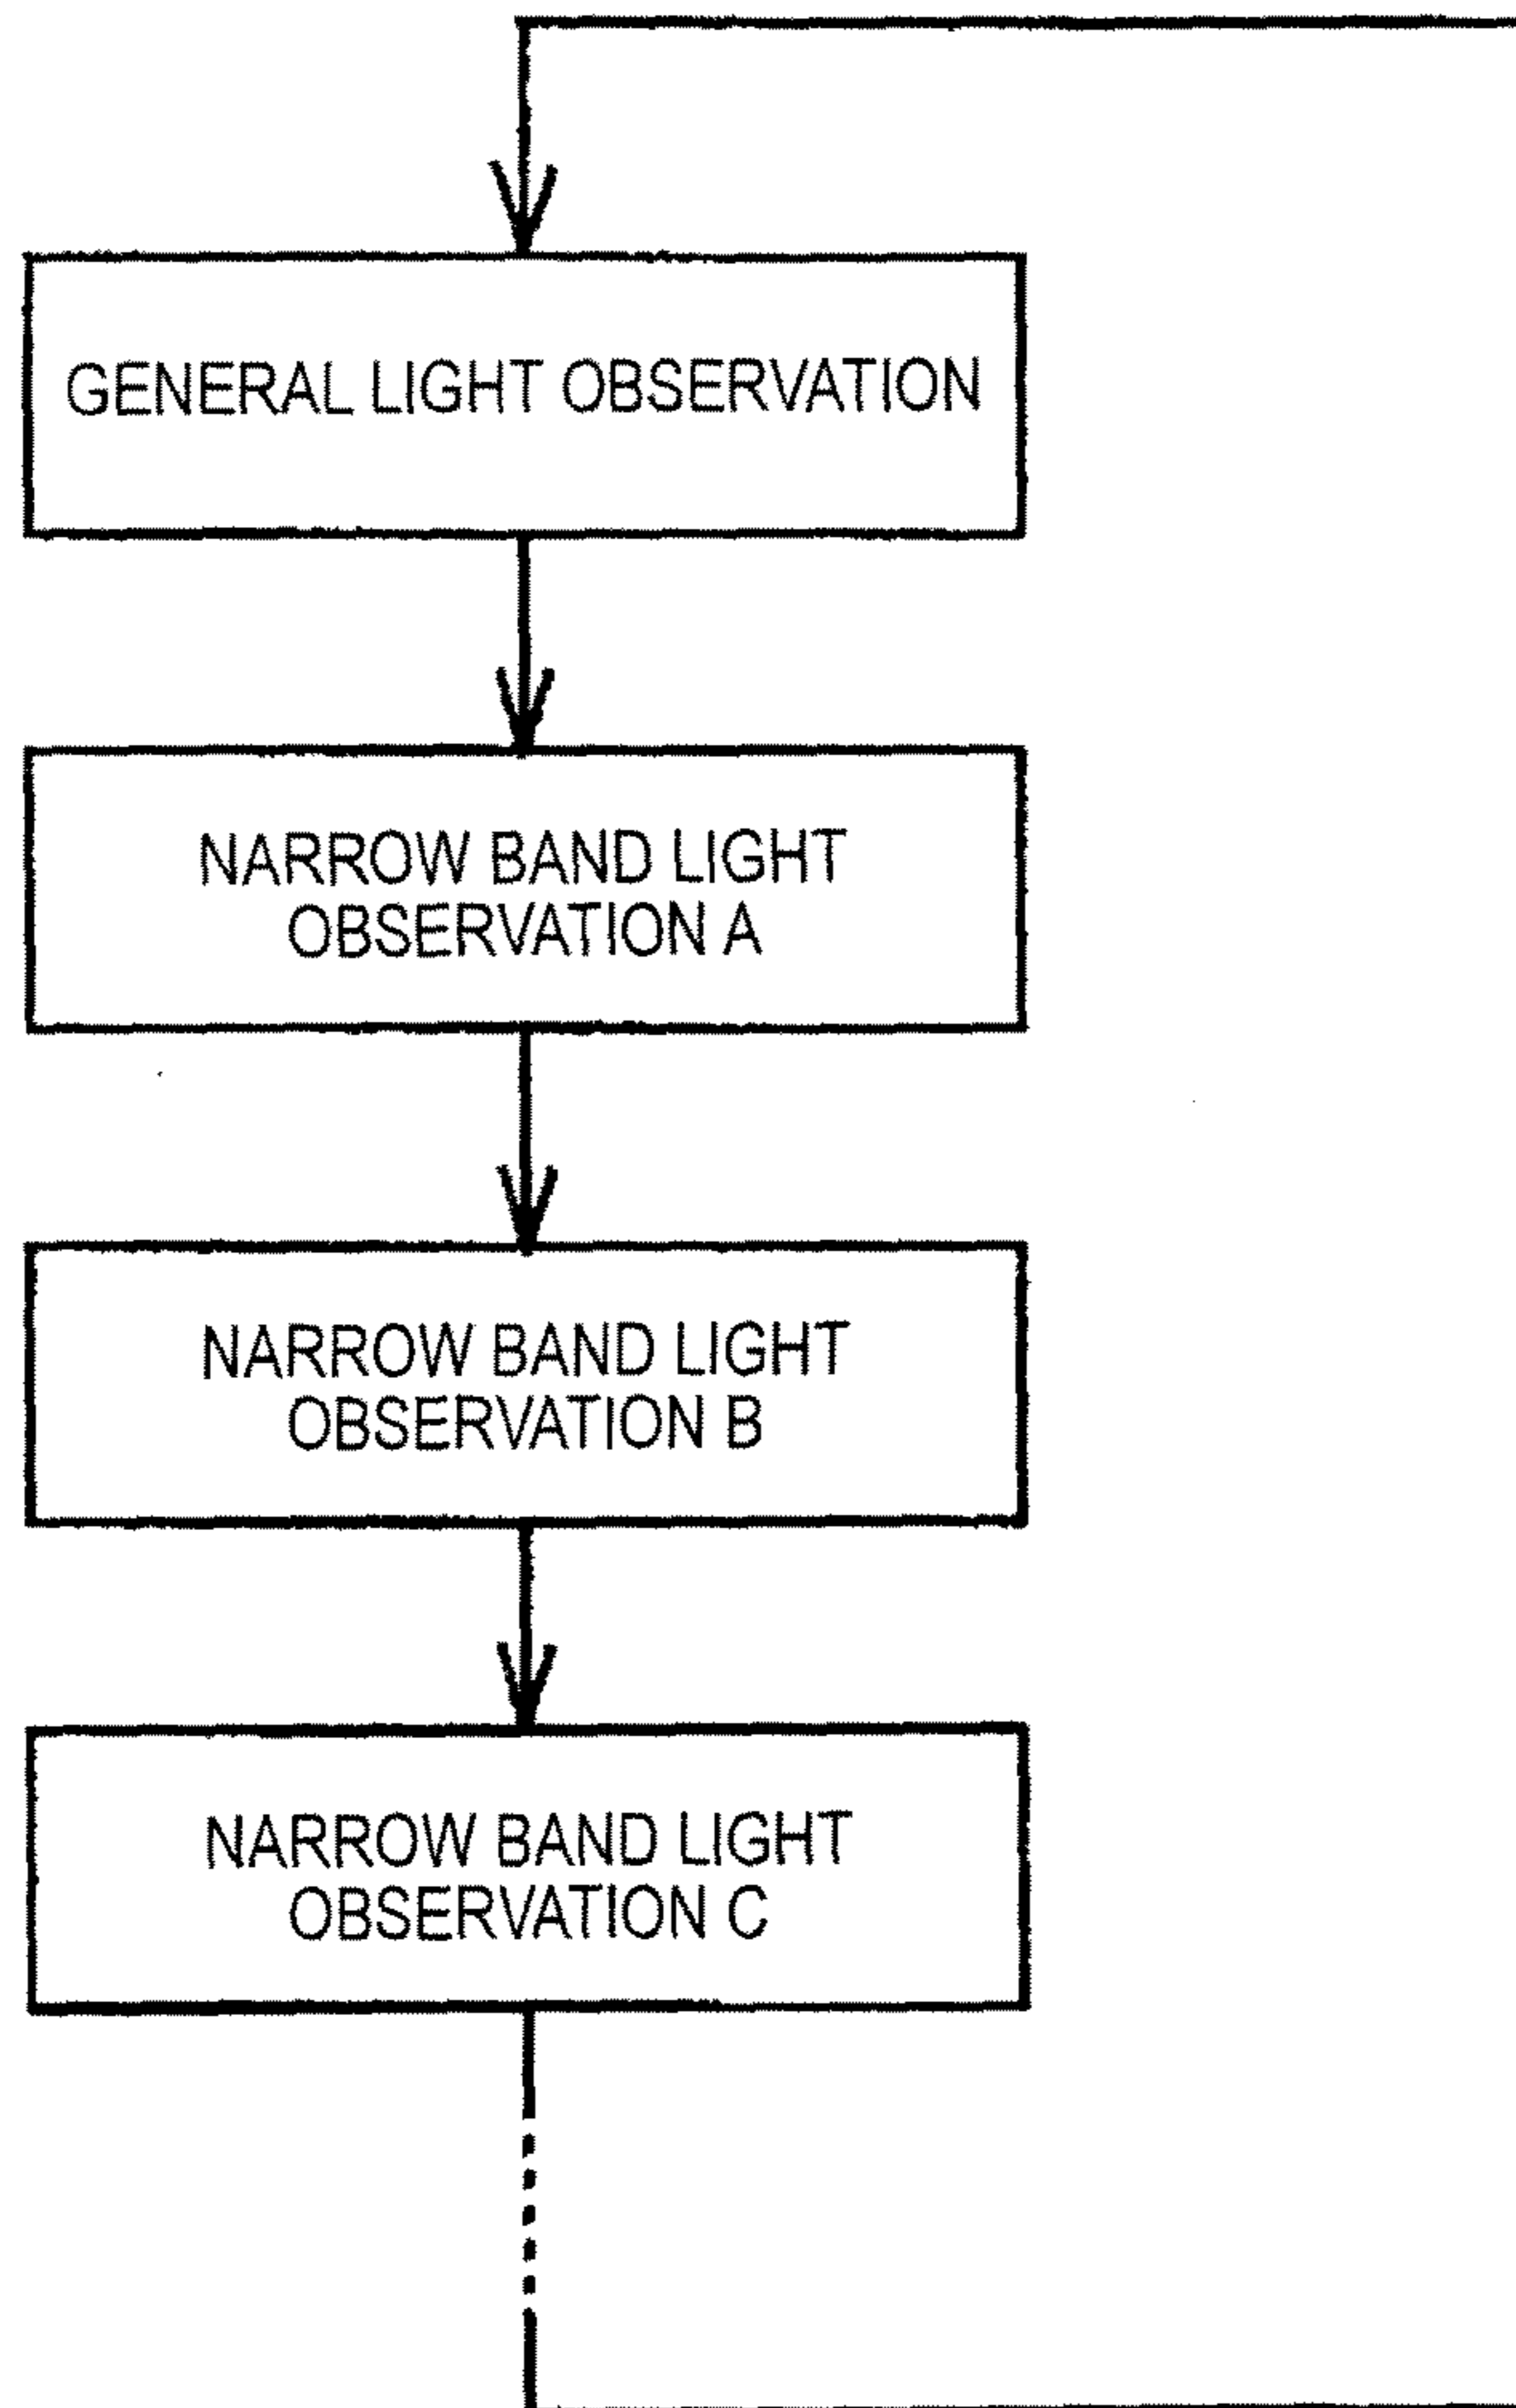 GENERAL LIGHT OBSERVATION
NARROW BAND LIGHT
OBSERVATION A
NARROW BAND LIGHT
OBSERVATION B
NARROW BAND LIGHT
OBSERVATION C